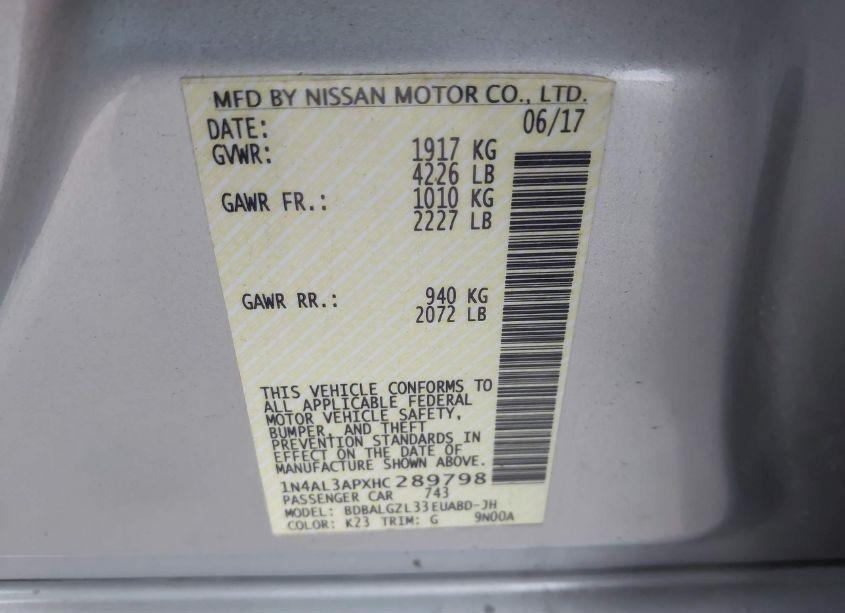 MFD BY NISSAN MOTOR CO., LTD.
DATE: 06/17
GVWR: 1917 KG
4226 LB
GAWR FR.: 1010 KG
2227 LB
GAWR RR.: 940 KG
2072 LB
THIS VEHICLE CONFORMS TO
ALL APPLICABLE FEDERAL
MOTOR VEHICLE SAFETY,
BUMPER, AND THEFT
PREVENTION STANDARDS IN
EFFECT ON THE DATE OF
MANUFACTURE SHOWN ABOVE.
1N4AL3APXHC289798
PASSENGER CAR 743
MODEL: BDBALGZL33EUABD-JH
COLOR: K23 TRIM: G 9N00A